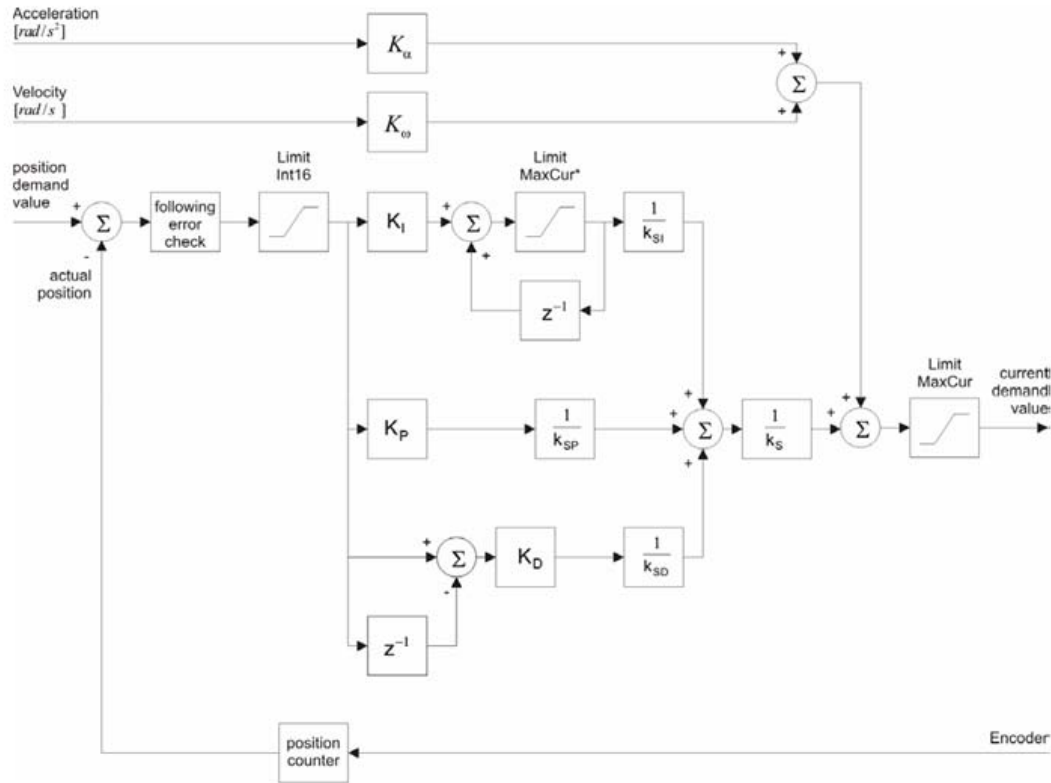 Acceleration
[rad/s²]
Kα
+
Σ
+
Velocity
[rad/s ]
Kω
position
demand
value
+
Σ
-
actual
position
following
error
check
Limit
Int16
KI
+
Σ
+
Limit
MaxCur*
1
kSI
z⁻¹
KP
1
kSP
+
+
Σ
+
1
kS
+
+
Σ
Limit
MaxCur
current
demand
values
+
Σ
-
KD
1
kSD
z⁻¹
position
counter
Encoder